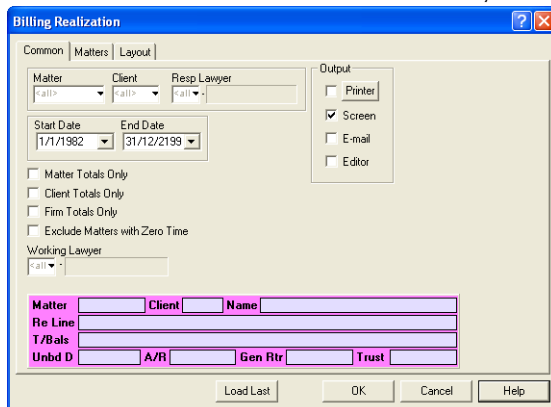 Billing Realization
Common Matters Layout
Matter Client Resp Lawyer
<all> <all> <all -
Output
Printer
Screen
E-mail
Editor
Start Date End Date
1/1/1982 31/12/2199
Matter Totals Only
Client Totals Only
Firm Totals Only
Exclude Matters with Zero Time
Working Lawyer
<all -
Matter Client Name
Re Line
T/Bals
Unbd D A/R Gen Rtr Trust
Load Last OK Cancel Help